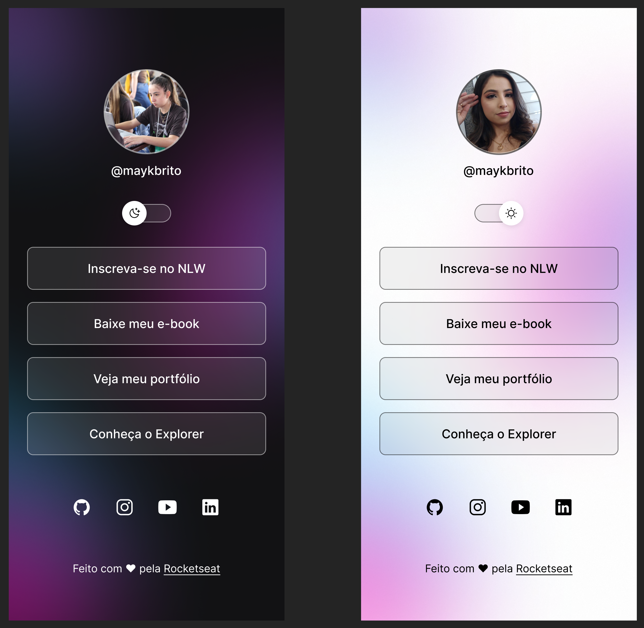 @maykbrito
Inscreva-se no NLW
Baixe meu e-book
Veja meu portfólio
Conheça o Explorer
Feito com ♥ pela Rocketseat
@maykbrito
Inscreva-se no NLW
Baixe meu e-book
Veja meu portfólio
Conheça o Explorer
Feito com ♥ pela Rocketseat